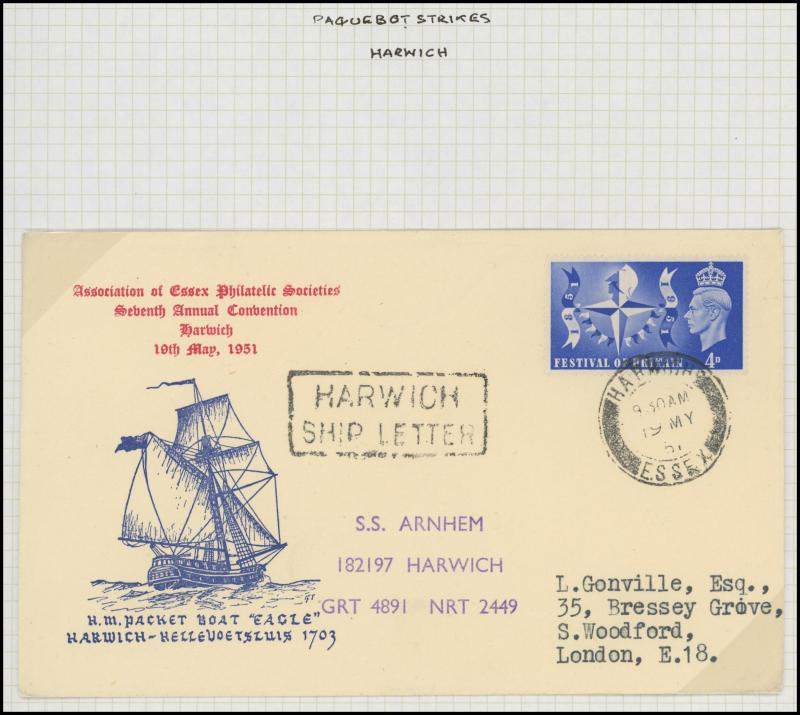 PAQUEBOT STRIKES
HARWICH
Association of Essex Philatelic Societies
Seventh Annual Convention
Harwich
19th May, 1951
1851
1951
FESTIVAL OF BRITAIN 4D
HARWICH
SHIP LETTER
HARWICH
9.30AM
19 MY
51
ESSEX
S.S. ARNHEM
182197 HARWICH
GRT 4891 NRT 2449
H.M. PACKET BOAT "EAGLE"
HARWICH-HELLEVOETSLUIS 1703
L.Gonville, Esq.,
35, Bressey Grove,
S.Woodford,
London, E.18.